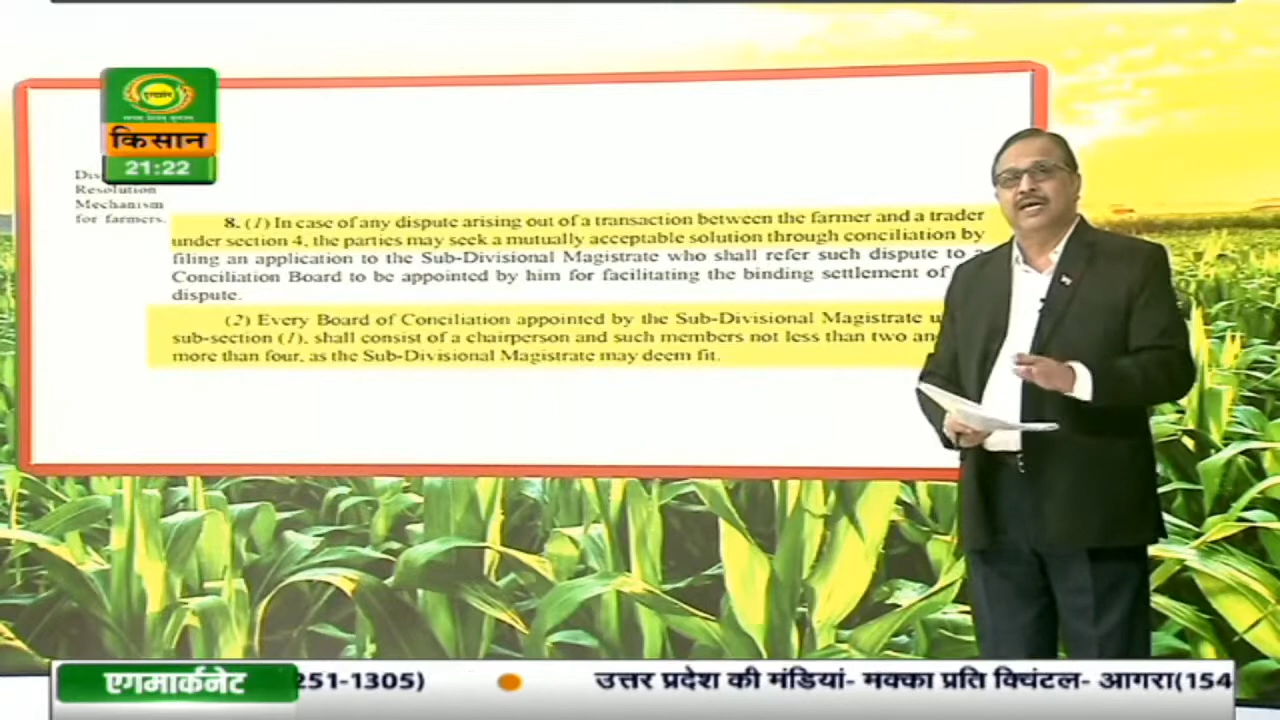 किसान
21:22
Resolution
Mechanism
for farmers.
8. (1) In case of any dispute arising out of a transaction between the farmer and a trader
under section 4, the parties may seek a mutually acceptable solution through conciliation by
filing an application to the Sub-Divisional Magistrate who shall refer such dispute to
Conciliation Board to be appointed by him for facilitating the binding settlement of
dispute.
(2) Every Board of Conciliation appointed by the Sub-Divisional Magistrate
sub-section (1), shall consist of a chairperson and such members not less than two
more than four, as the Sub-Divisional Magistrate may deem fit.
एगमार्कनेट 251-1305) उत्तर प्रदेश की मंडियां- मक्का प्रति क्विंटल- आगरा(154